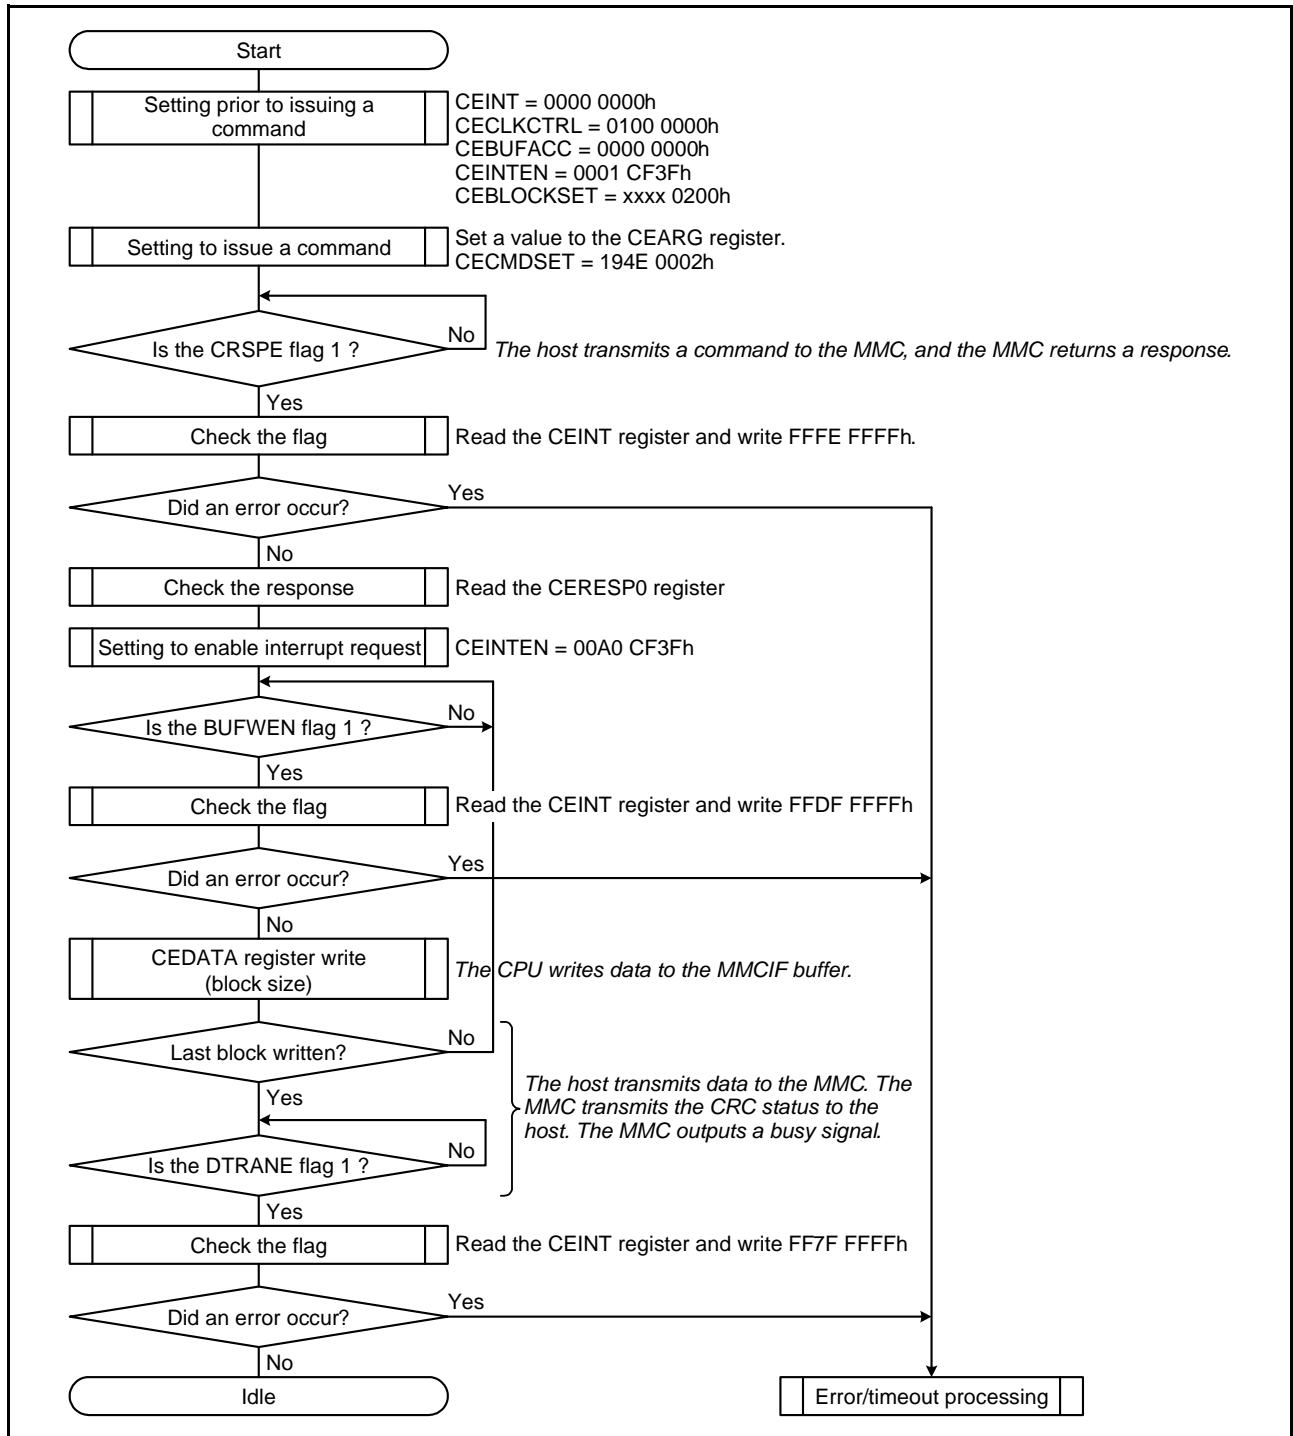 Start
Setting prior to issuing a
command
CEINT = 0000 0000h
CECLKCTRL = 0100 0000h
CEBUFACC = 0000 0000h
CEINTEN = 0001 CF3Fh
CEBLOCKSET = xxxx 0200h
Setting to issue a command
Set a value to the CEARG register.
CECMDSET = 194E 0002h
Is the CRSPE flag 1 ?
No
The host transmits a command to the MMC, and the MMC returns a response.
Yes
Check the flag
Read the CEINT register and write FFFE FFFFh.
Did an error occur?
Yes
No
Check the response
Read the CERESP0 register
Setting to enable interrupt request
CEINTEN = 00A0 CF3Fh
Is the BUFWEN flag 1 ?
No
Yes
Check the flag
Read the CEINT register and write FFDF FFFFh
Did an error occur?
Yes
No
CEDATA register write
(block size)
The CPU writes data to the MMCIF buffer.
Last block written?
No
Yes
The host transmits data to the MMC. The
MMC transmits the CRC status to the
host. The MMC outputs a busy signal.
Is the DTRANE flag 1 ?
No
Yes
Check the flag
Read the CEINT register and write FF7F FFFFh
Did an error occur?
Yes
No
Idle
Error/timeout processing